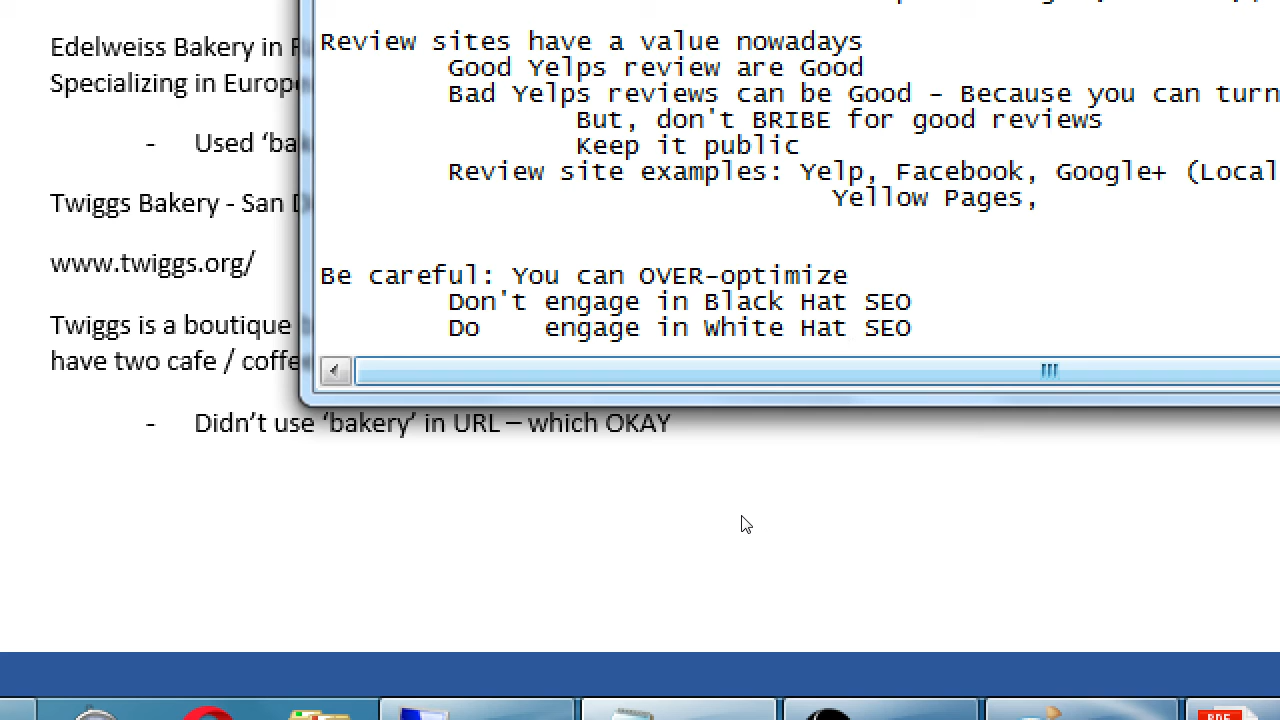 Edelweiss Bakery in
Specializing in Europe
- Used ‘ba
Twiggs Bakery - San
www.twiggs.org/
Twiggs is a boutique
have two cafe / coffe
- Didn’t use ‘bakery’ in URL – which OKAY
Review sites have a value nowadays
Good Yelps review are Good
Bad Yelps reviews can be Good - Because you can turn
But, don't BRIBE for good reviews
Keep it public
Review site examples: Yelp, Facebook, Google+ (Local
Yellow Pages,
Be careful: You can OVER-optimize
Don't engage in Black Hat SEO
Do engage in White Hat SEO
PDF